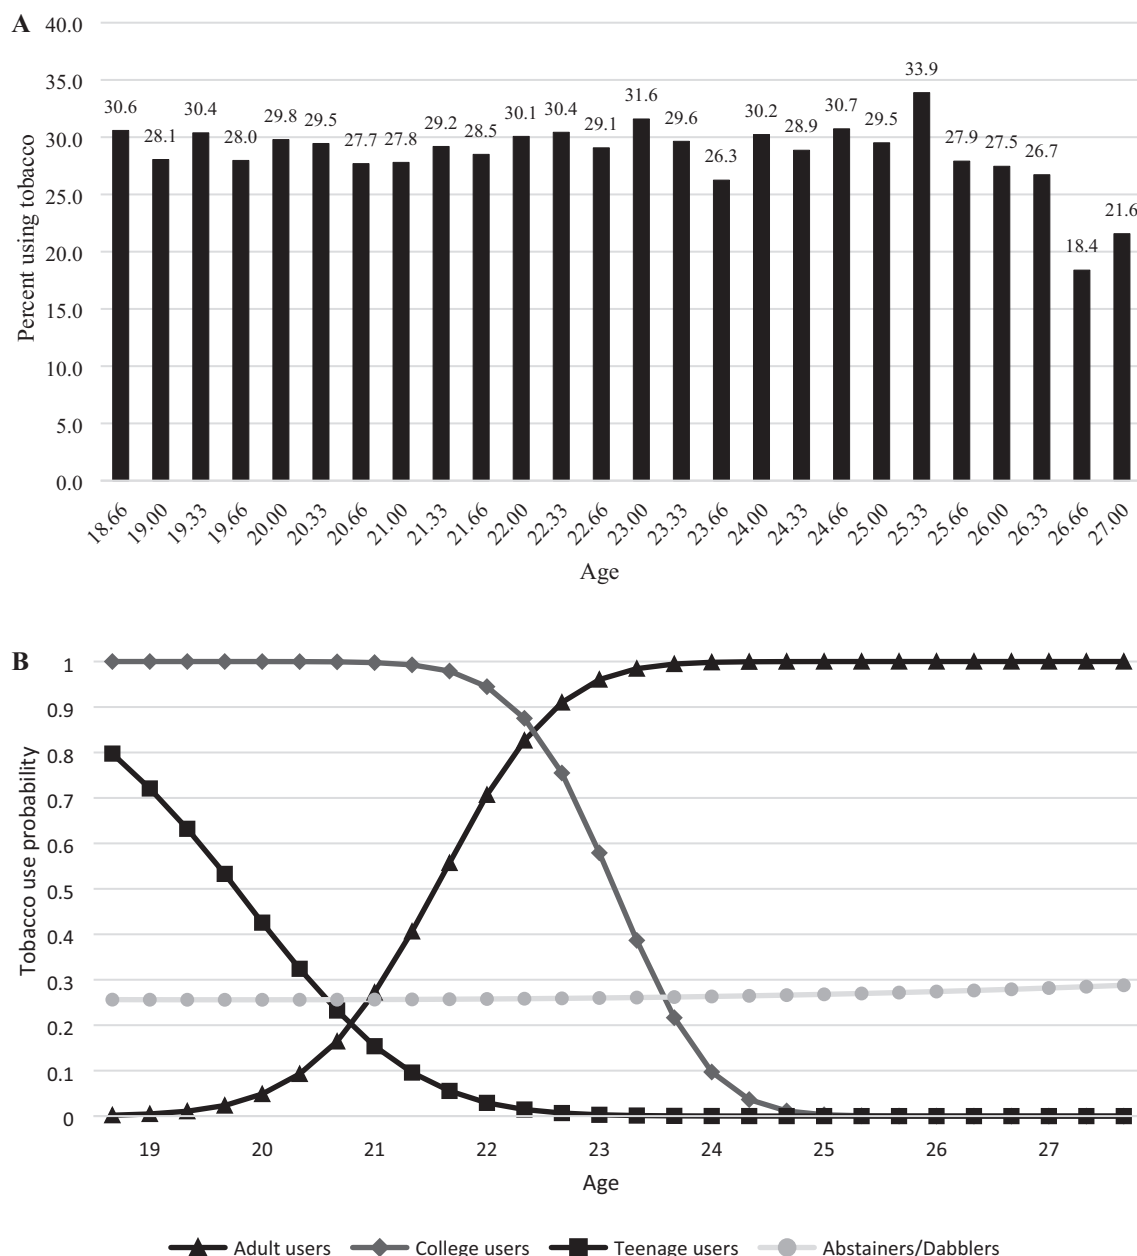 A
40.0
35.0
30.0
25.0
20.0
15.0
10.0
5.0
0.0
Percent using tobacco
30.6 28.1 30.4 28.0 29.8 29.5 27.7 27.8 29.2 28.5 30.1 30.4 29.1 31.6 29.6 26.3 30.2 28.9 30.7 29.5 33.9 27.9 27.5 26.7 18.4 21.6
18.66 19.00 19.33 19.66 20.00 20.33 20.66 21.00 21.33 21.66 22.00 22.33 22.66 23.00 23.33 23.66 24.00 24.33 24.66 25.00 25.33 25.66 26.00 26.33 26.66 27.00
Age
B
1
0.9
0.8
0.7
0.6
0.5
0.4
0.3
0.2
0.1
0
Tobacco use probability
19 20 21 22 23 24 25 26 27
Age
Adult users College users Teenage users Abstainers/Dabblers